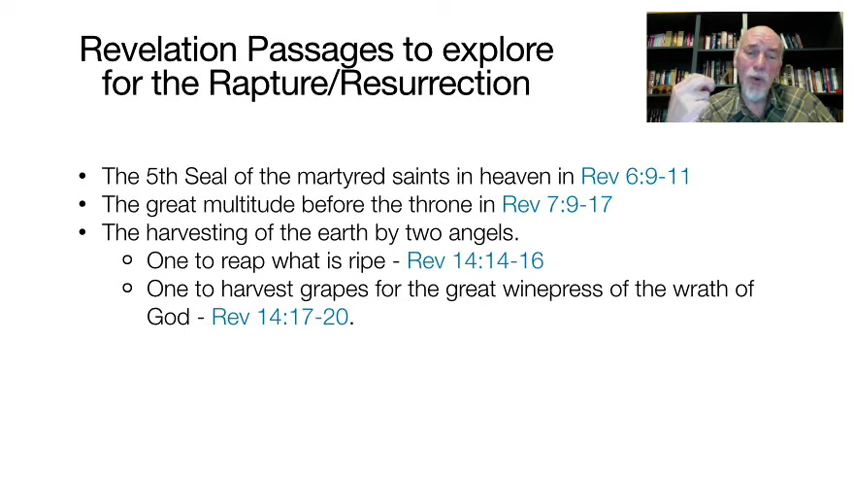 Revelation Passages to explore
for the Rapture/Resurrection
• The 5th Seal of the martyred saints in heaven in Rev 6:9-11
• The great multitude before the throne in Rev 7:9-17
• The harvesting of the earth by two angels.
○ One to reap what is ripe - Rev 14:14-16
○ One to harvest grapes for the great winepress of the wrath of
God - Rev 14:17-20.